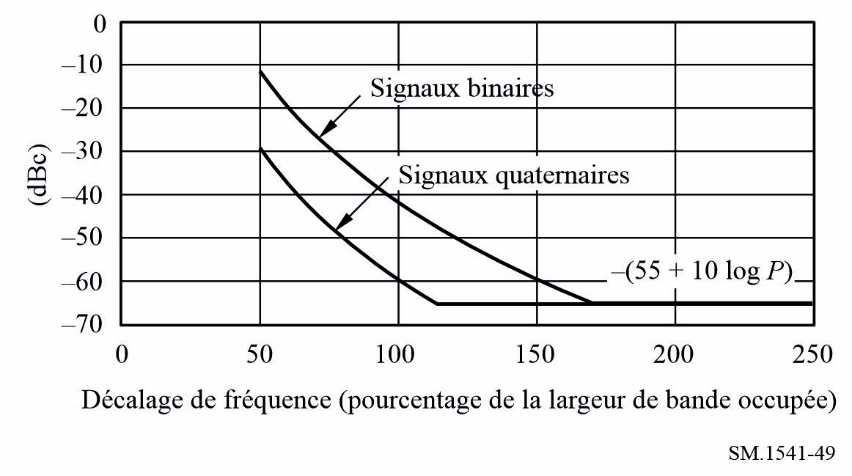 0
–10
–20
–30
–40
–50
–60
–70
(dBc)
Signaux binaires
Signaux quaternaires
–(55 + 10 log P)
0 50 100 150 200 250
Décalage de fréquence (pourcentage de la largeur de bande occupée)
SM.1541-49